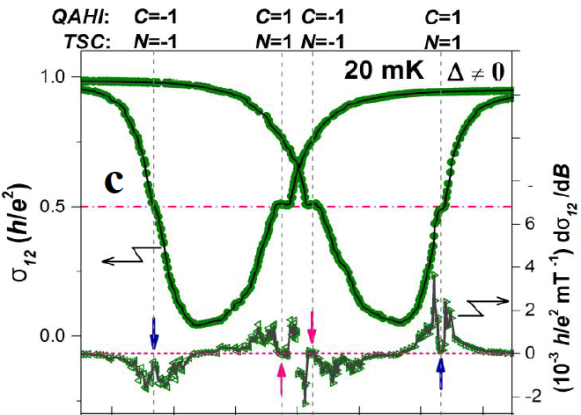 QAHI: C=-1 C=1 C=-1 C=1
TSC: N=-1 N=1 N=-1 N=1
20 mK Δ ≠ 0
c
1.0
0.5
0.0
σ12 (h/e²)
6
4
2
0
-2
(10⁻³ h/e² mT⁻¹) dσ12/dB